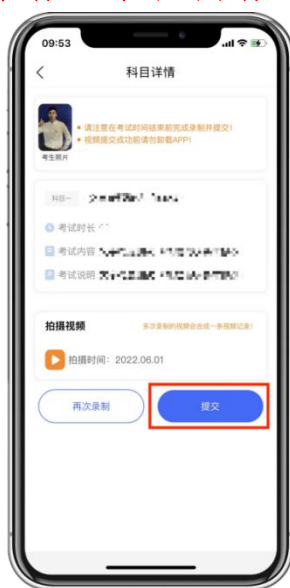 09:53
科目详情
请注意在考试时间结束前完成录制并提交!
视频提交成功前请勿卸载APP!
考生照片
科目一
考试时长
考试内容
考试说明
拍摄视频
多次录制的视频会合成一条视频记录!
拍摄时间: 2022.06.01
再次录制
提交